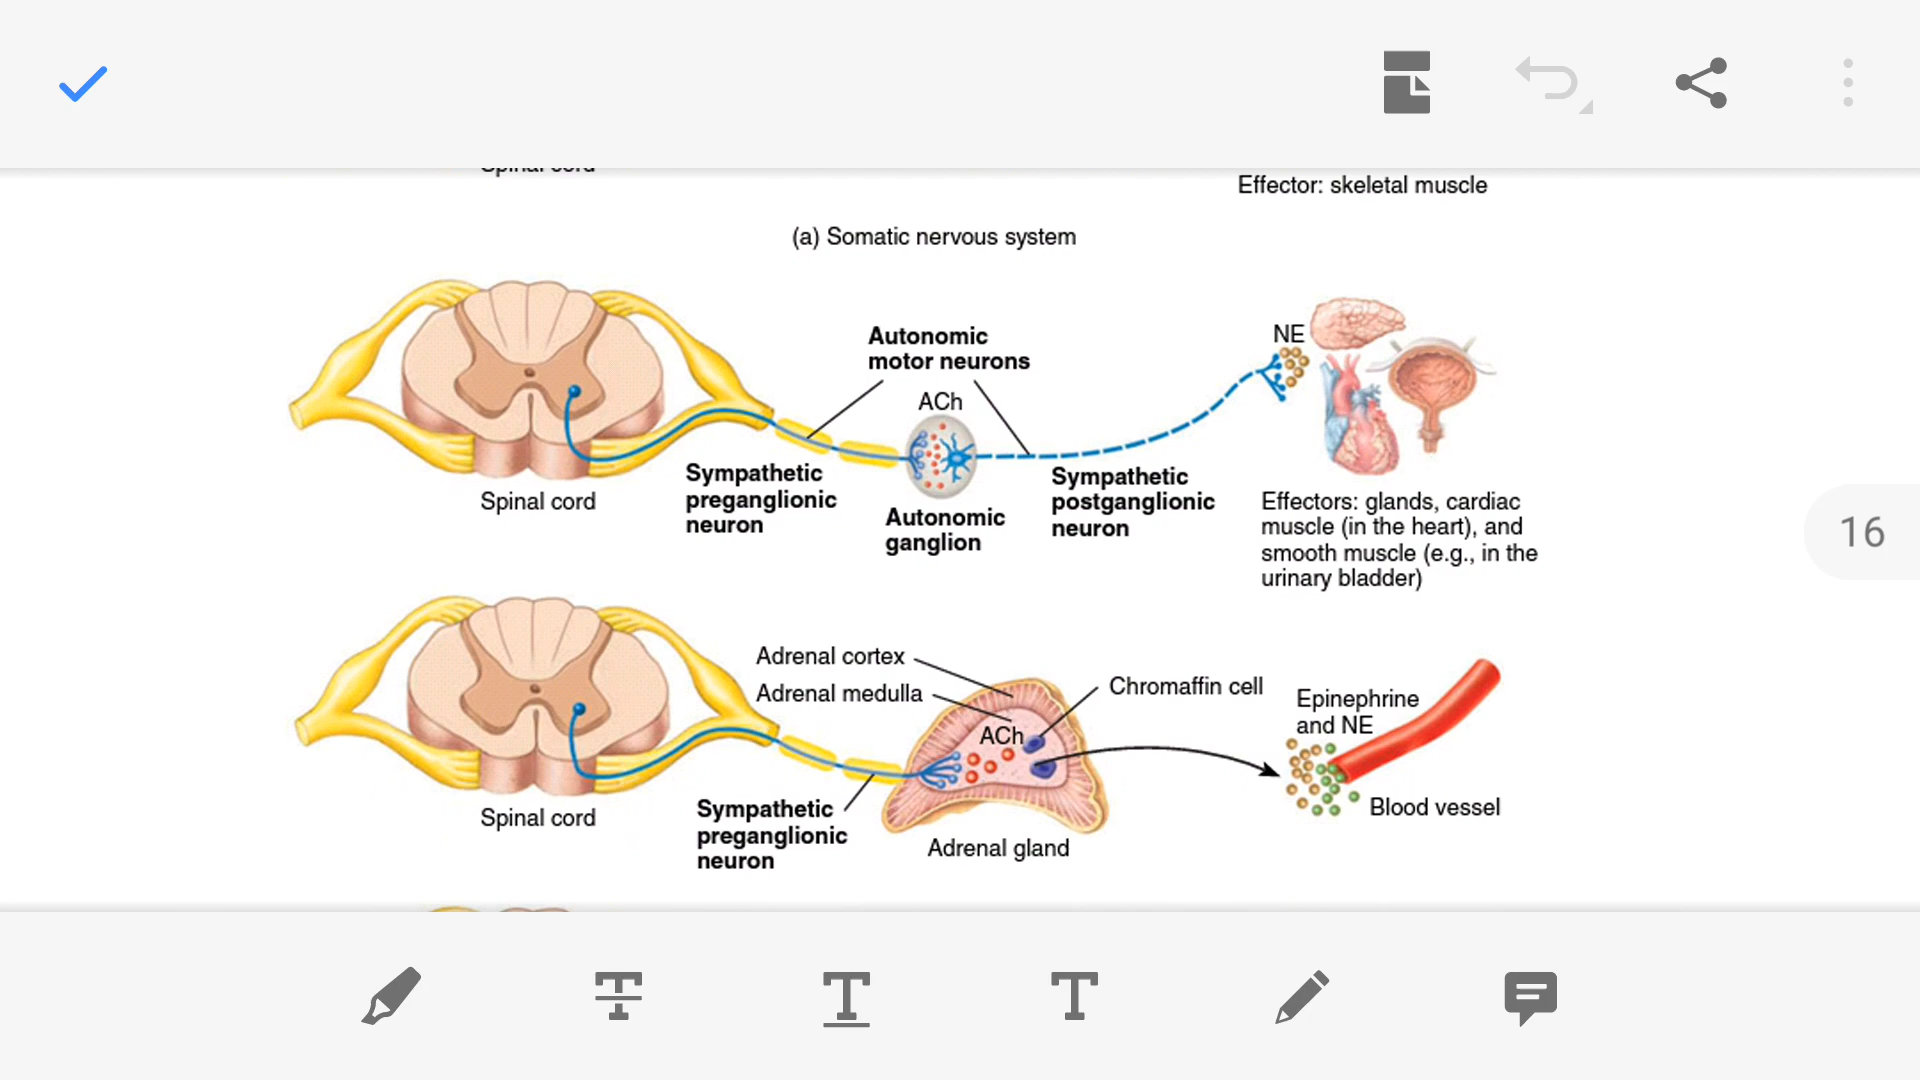 Spinal cord
Effector: skeletal muscle
(a) Somatic nervous system
Autonomic
motor neurons
ACh
NE
Sympathetic
preganglionic
neuron
Spinal cord
Autonomic
ganglion
Sympathetic
postganglionic
neuron
Effectors: glands, cardiac
muscle (in the heart), and
smooth muscle (e.g., in the
urinary bladder)
16
Adrenal cortex
Adrenal medulla
Chromaffin cell
ACh
Epinephrine
and NE
Blood vessel
Spinal cord
Sympathetic
preganglionic
neuron
Adrenal gland
T
T
T